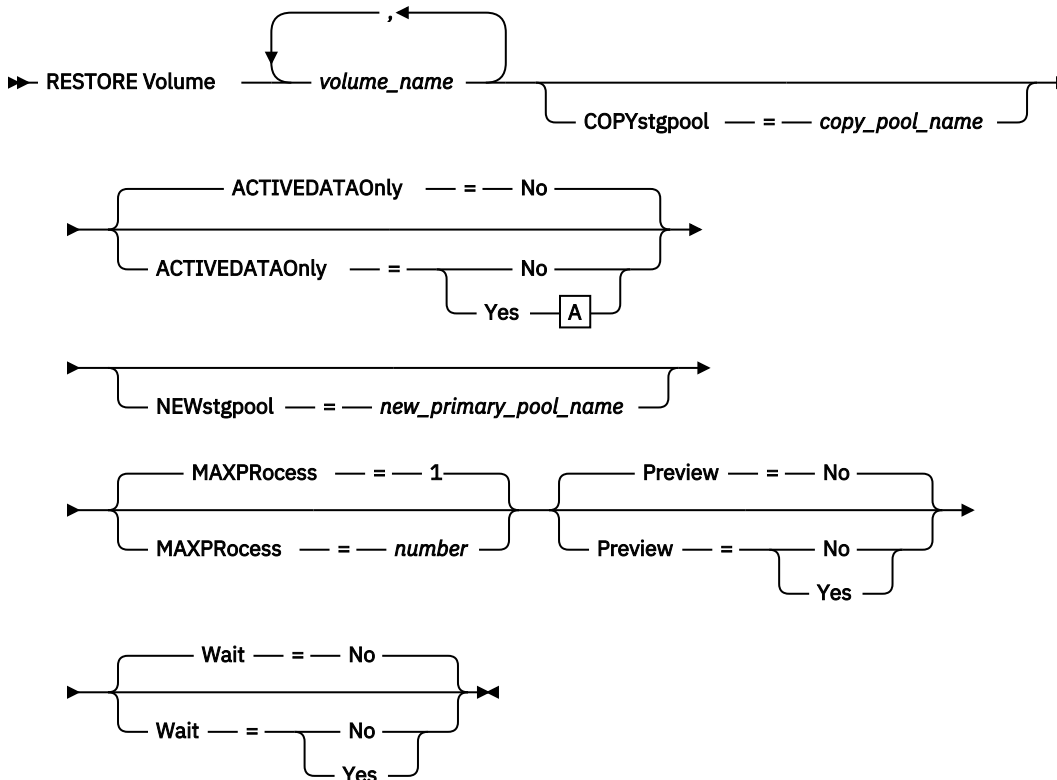 ,
RESTORE Volume volume_name
COPYstgpool = copy_pool_name
ACTIVEDATAOnly = No
ACTIVEDATAOnly = No
Yes A
NEWstgpool = new_primary_pool_name
MAXPRocess = 1 Preview = No
MAXPRocess = number Preview = No
Yes
Wait = No
Wait = No
Yes